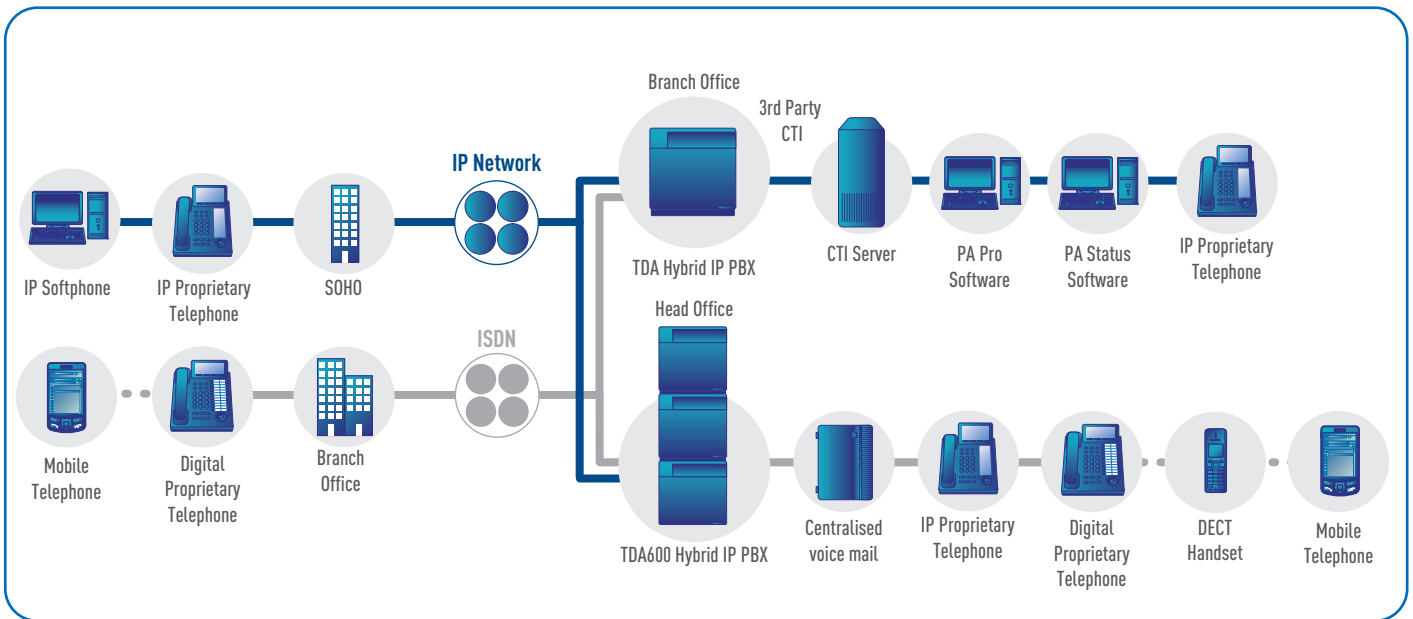 Branch Office
3rd Party
CTI
IP Network
IP Softphone
IP Proprietary
Telephone
SOHO
TDA Hybrid IP PBX
CTI Server
PA Pro
Software
PA Status
Software
IP Proprietary
Telephone
Head Office
ISDN
Mobile
Telephone
Digital
Proprietary
Telephone
Branch
Office
TDA600 Hybrid IP PBX
Centralised
voice mail
IP Proprietary
Telephone
Digital
Proprietary
Telephone
DECT
Handset
Mobile
Telephone